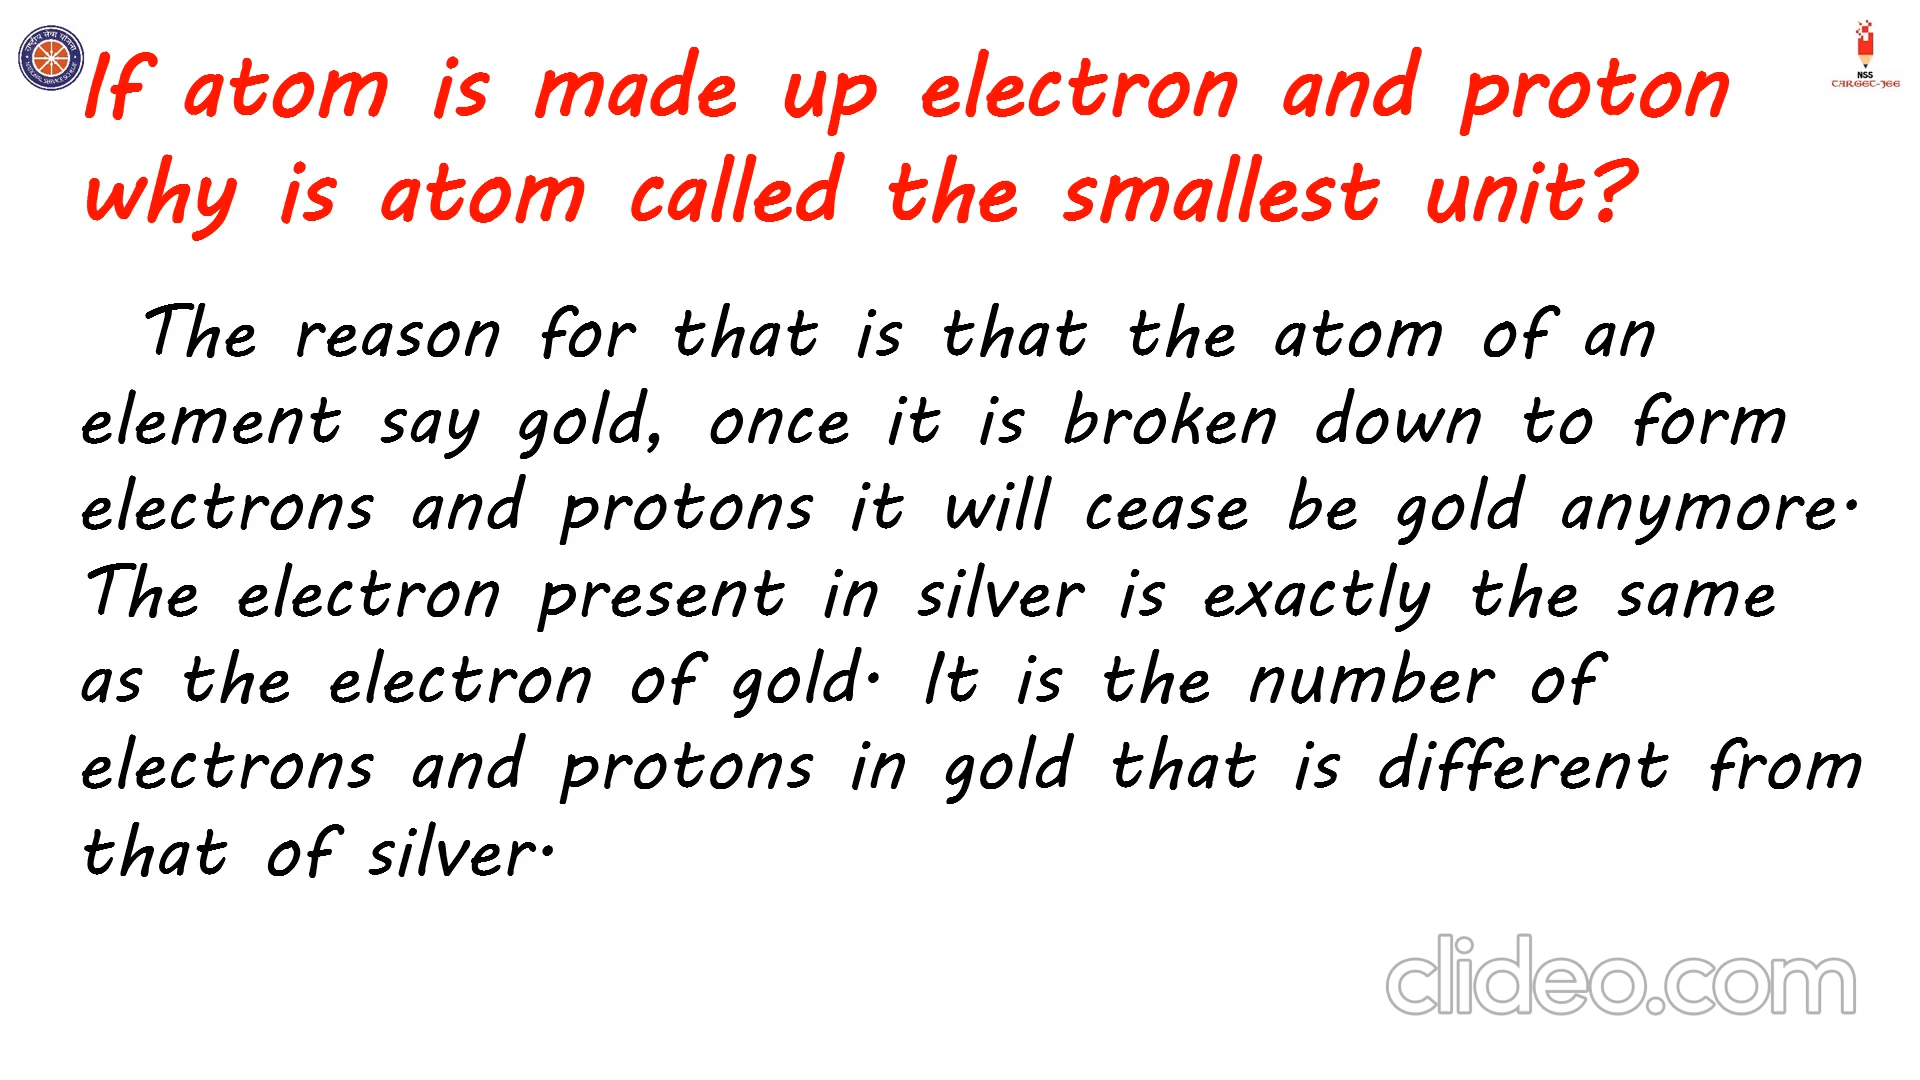 If atom is made up electron and proton
why is atom called the smallest unit?
The reason for that is that the atom of an
element say gold, once it is broken down to form
electrons and protons it will cease be gold anymore.
The electron present in silver is exactly the same
as the electron of gold. It is the number of
electrons and protons in gold that is different from
that of silver.
NSS
TARGET-JEE
clideo.com